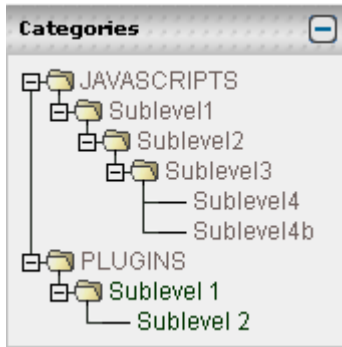 Categories
JAVASCRIPTS
Sublevel1
Sublevel2
Sublevel3
Sublevel4
Sublevel4b
PLUGINS
Sublevel 1
Sublevel 2